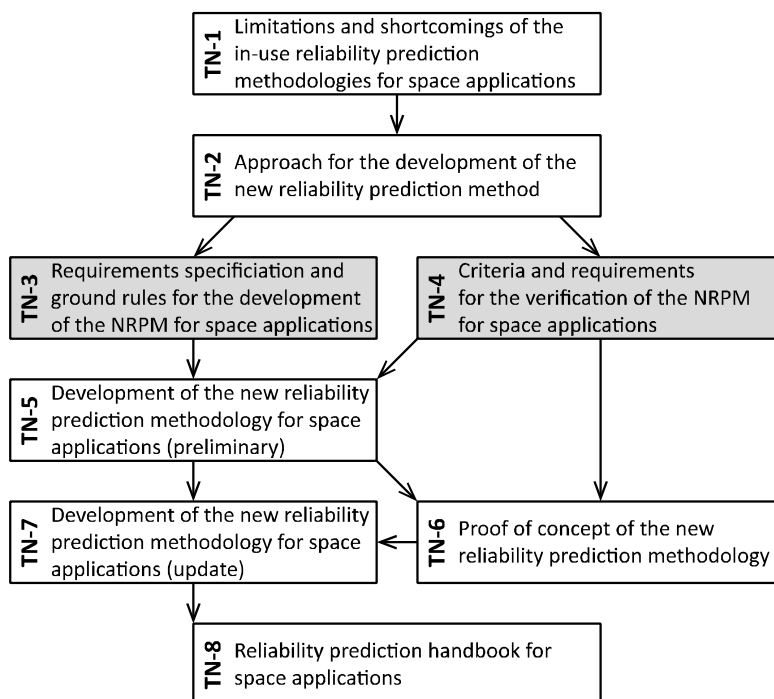 TN-1
Limitations and shortcomings of the
in-use reliability prediction
methodologies for space applications
TN-2
Approach for the development of the
new reliability prediction method
TN-3
Requirements specificiation and
ground rules for the development
of the NRPM for space applications
TN-4
Criteria and requirements
for the verification of the NRPM
for space applications
TN-5
Development of the new reliability
prediction methodology for space
applications (preliminary)
TN-7
Development of the new reliability
prediction methodology for space
applications (update)
TN-6
Proof of concept of the new
reliability prediction methodology
TN-8
Reliability prediction handbook for
space applications